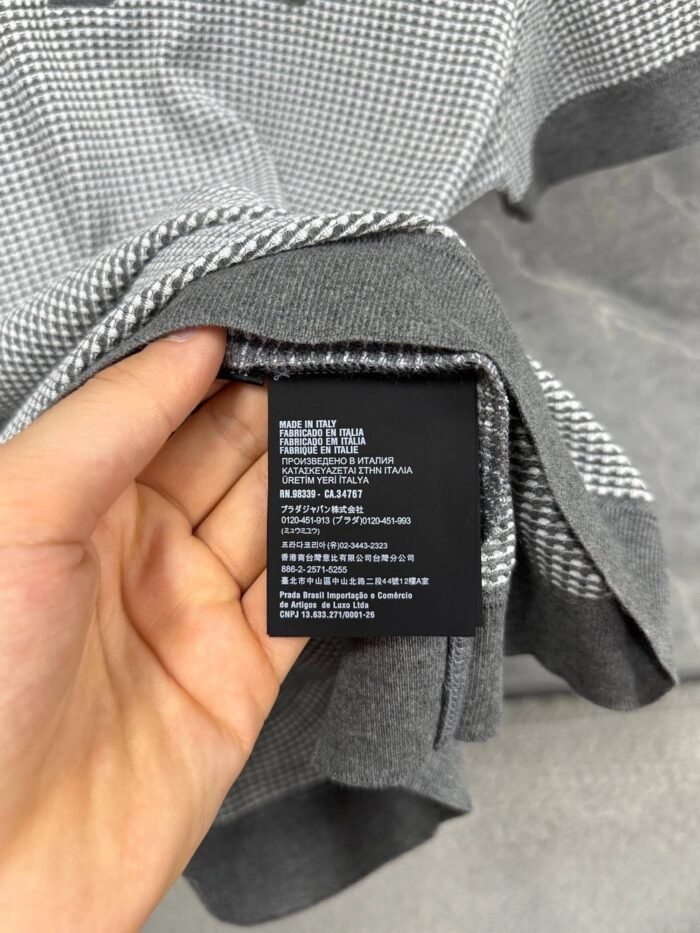 MADE IN ITALY
FABRICADO EN ITALIA
FABRICADO EM ITÁLIA
FABRIQUÉ EN ITALIE
ПРОИЗВЕДЕНО В ИТАЛИЯ
ΚΑΤΑΣΚΕΥΑΖΕΤΑΙ ΣΤΗΝ ΙΤΑΛΙΑ
ÜRETİM YERİ İTALYA
RN.98339 - CA.34767
プラダジャパン株式会社
0120-451-913 (プラダ)0120-451-993
(ミュウミュウ)
프라다코리아 (유)02-3443-2323
香港商台灣意比有限公司台灣分公司
886-2- 2571-5255
臺北市中山區中山北路二段44號12樓A室
Prada Brasil Importação e Comércio
de Artigos de Luxo Ltda
CNPJ 13.633.271/0001-26